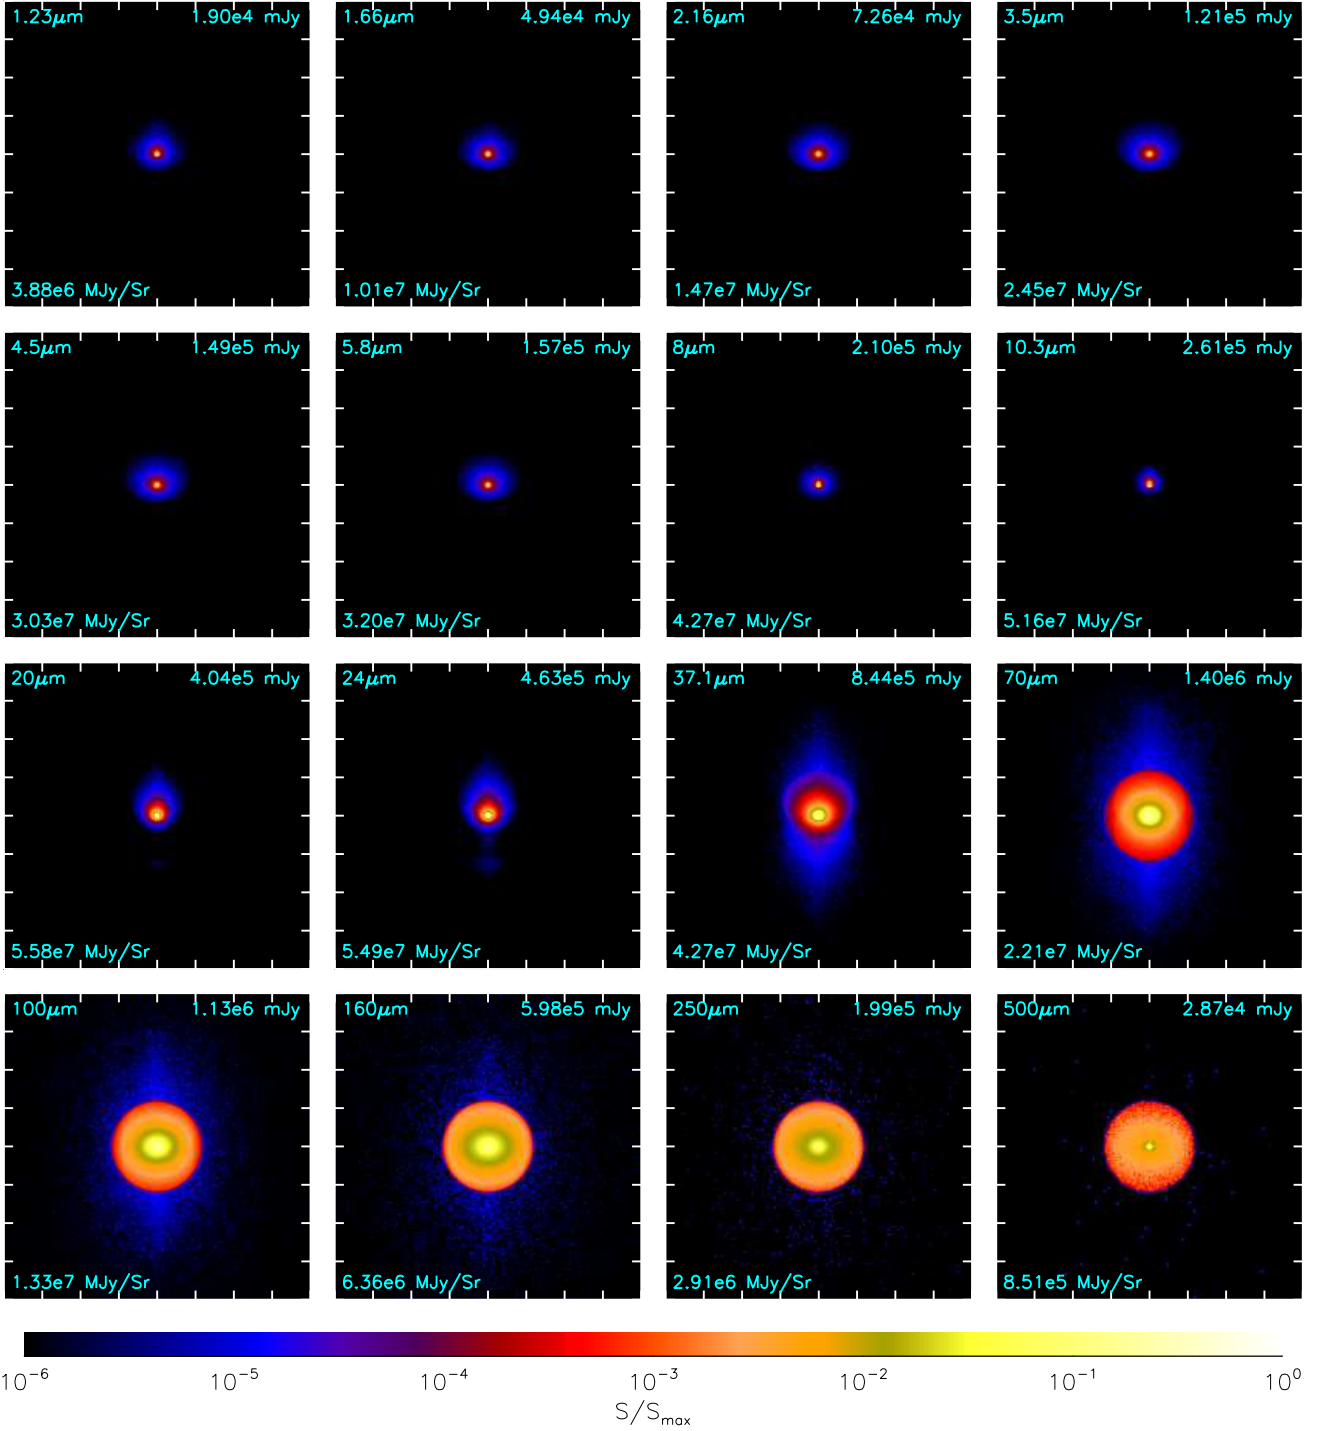 1.23μm 1.90e4 mJy
3.88e6 MJy/Sr
1.66μm 4.94e4 mJy
1.01e7 MJy/Sr
2.16μm 7.26e4 mJy
1.47e7 MJy/Sr
3.5μm 1.21e5 mJy
2.45e7 MJy/Sr
4.5μm 1.49e5 mJy
3.03e7 MJy/Sr
5.8μm 1.57e5 mJy
3.20e7 MJy/Sr
8μm 2.10e5 mJy
4.27e7 MJy/Sr
10.3μm 2.61e5 mJy
5.16e7 MJy/Sr
20μm 4.04e5 mJy
5.58e7 MJy/Sr
24μm 4.63e5 mJy
5.49e7 MJy/Sr
37.1μm 8.44e5 mJy
4.27e7 MJy/Sr
70μm 1.40e6 mJy
2.21e7 MJy/Sr
100μm 1.13e6 mJy
1.33e7 MJy/Sr
160μm 5.98e5 mJy
6.36e6 MJy/Sr
250μm 1.99e5 mJy
2.91e6 MJy/Sr
500μm 2.87e4 mJy
8.51e5 MJy/Sr
10⁻⁶ 10⁻⁵ 10⁻⁴ 10⁻³ 10⁻² 10⁻¹ 10⁰
S/Smax